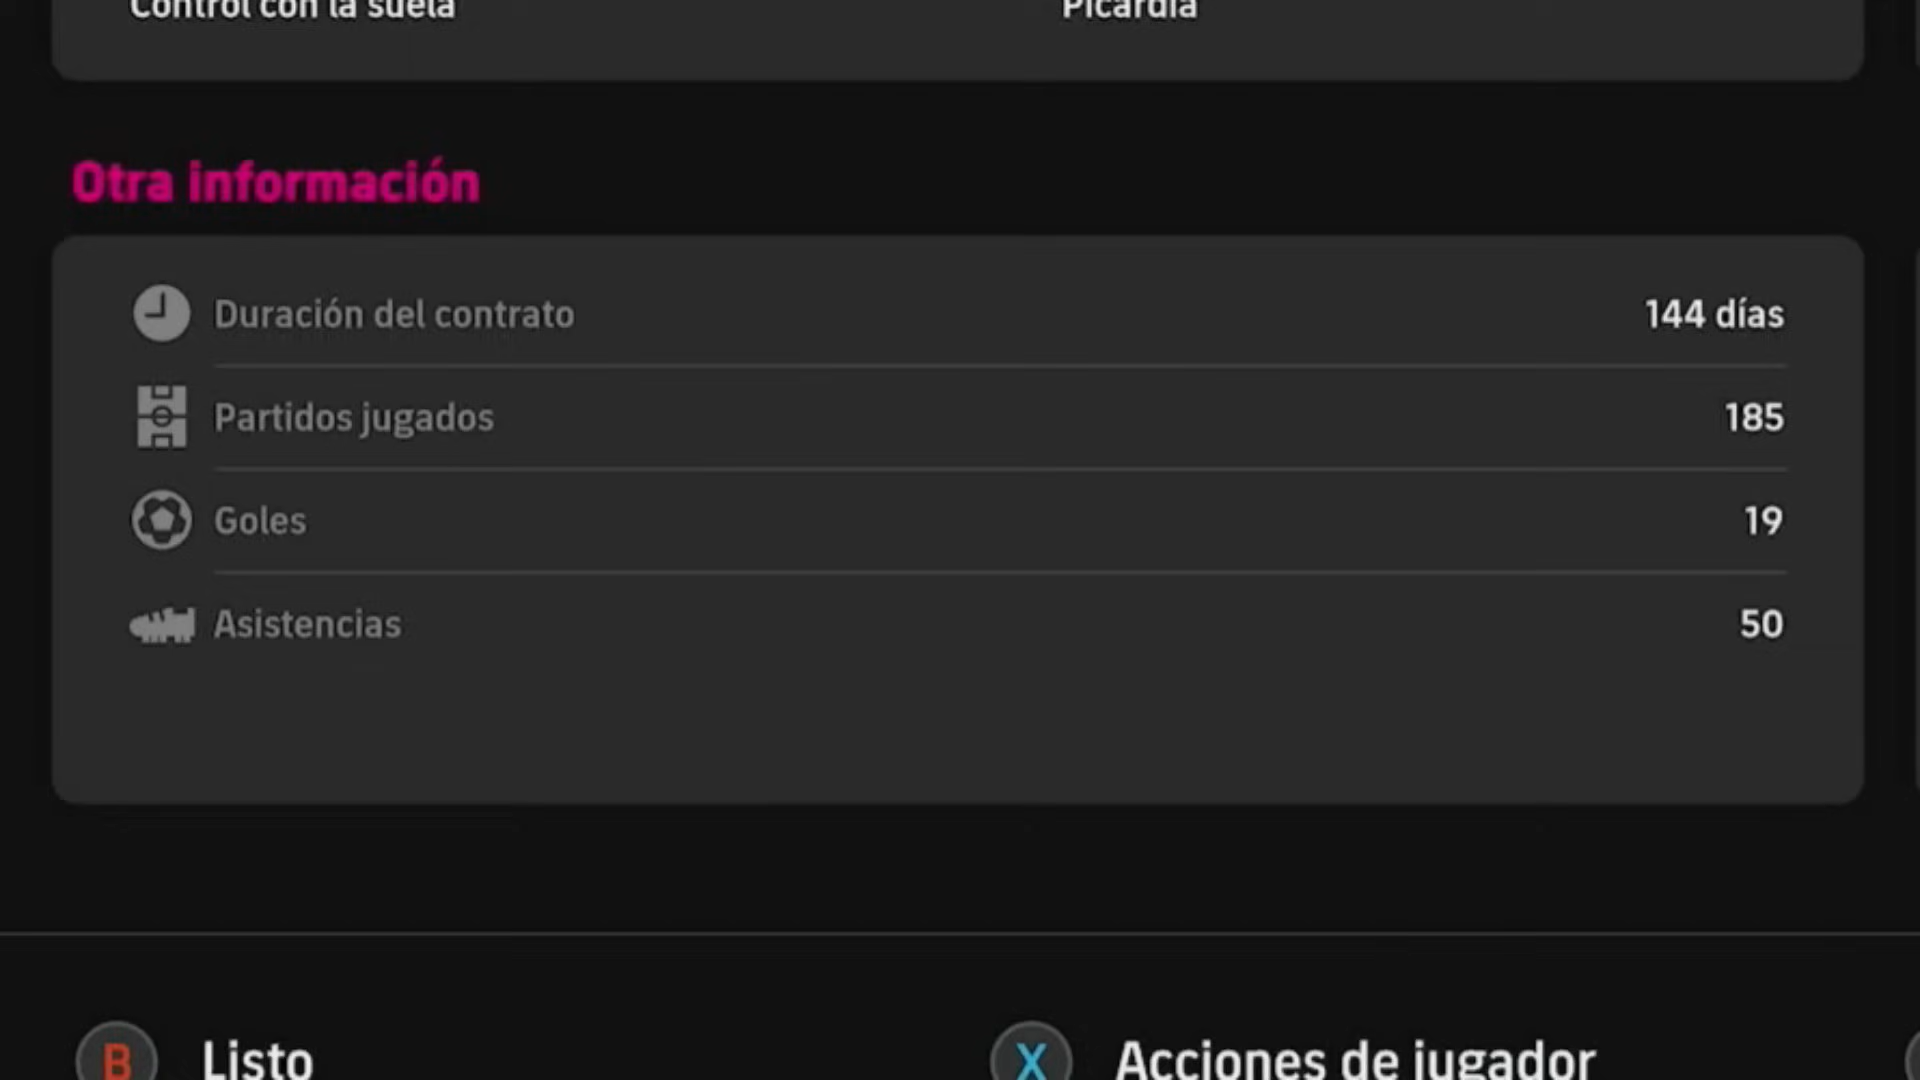 Control con la suela
Picardía
Otra información
Duración del contrato
144 días
Partidos jugados
185
Goles
19
Asistencias
50
B Listo
X Acciones de jugador